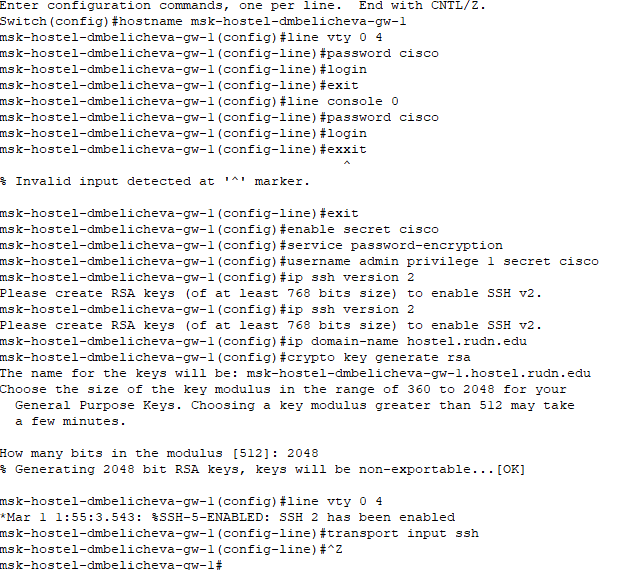 Enter configuration commands, one per line.  End with CNTL/Z.
Switch(config)#hostname msk-hostel-dmbelicheva-gw-1
msk-hostel-dmbelicheva-gw-1(config)#line vty 0 4
msk-hostel-dmbelicheva-gw-1(config-line)#password cisco
msk-hostel-dmbelicheva-gw-1(config-line)#login
msk-hostel-dmbelicheva-gw-1(config-line)#exit
msk-hostel-dmbelicheva-gw-1(config)#line console 0
msk-hostel-dmbelicheva-gw-1(config-line)#password cisco
msk-hostel-dmbelicheva-gw-1(config-line)#login
msk-hostel-dmbelicheva-gw-1(config-line)#exxit
^
% Invalid input detected at '^' marker.
msk-hostel-dmbelicheva-gw-1(config-line)#exit
msk-hostel-dmbelicheva-gw-1(config)#enable secret cisco
msk-hostel-dmbelicheva-gw-1(config)#service password-encryption
msk-hostel-dmbelicheva-gw-1(config)#username admin privilege 1 secret cisco
msk-hostel-dmbelicheva-gw-1(config)#ip ssh version 2
Please create RSA keys (of at least 768 bits size) to enable SSH v2.
msk-hostel-dmbelicheva-gw-1(config)#ip ssh version 2
Please create RSA keys (of at least 768 bits size) to enable SSH v2.
msk-hostel-dmbelicheva-gw-1(config)#ip domain-name hostel.rudn.edu
msk-hostel-dmbelicheva-gw-1(config)#crypto key generate rsa
The name for the keys will be: msk-hostel-dmbelicheva-gw-1.hostel.rudn.edu
Choose the size of the key modulus in the range of 360 to 2048 for your
General Purpose Keys. Choosing a key modulus greater than 512 may take
a few minutes.
How many bits in the modulus [512]: 2048
% Generating 2048 bit RSA keys, keys will be non-exportable...[OK]
msk-hostel-dmbelicheva-gw-1(config)#line vty 0 4
*Mar 1 1:55:3.543: %SSH-5-ENABLED: SSH 2 has been enabled
msk-hostel-dmbelicheva-gw-1(config-line)#transport input ssh
msk-hostel-dmbelicheva-gw-1(config-line)#^Z
msk-hostel-dmbelicheva-gw-1#